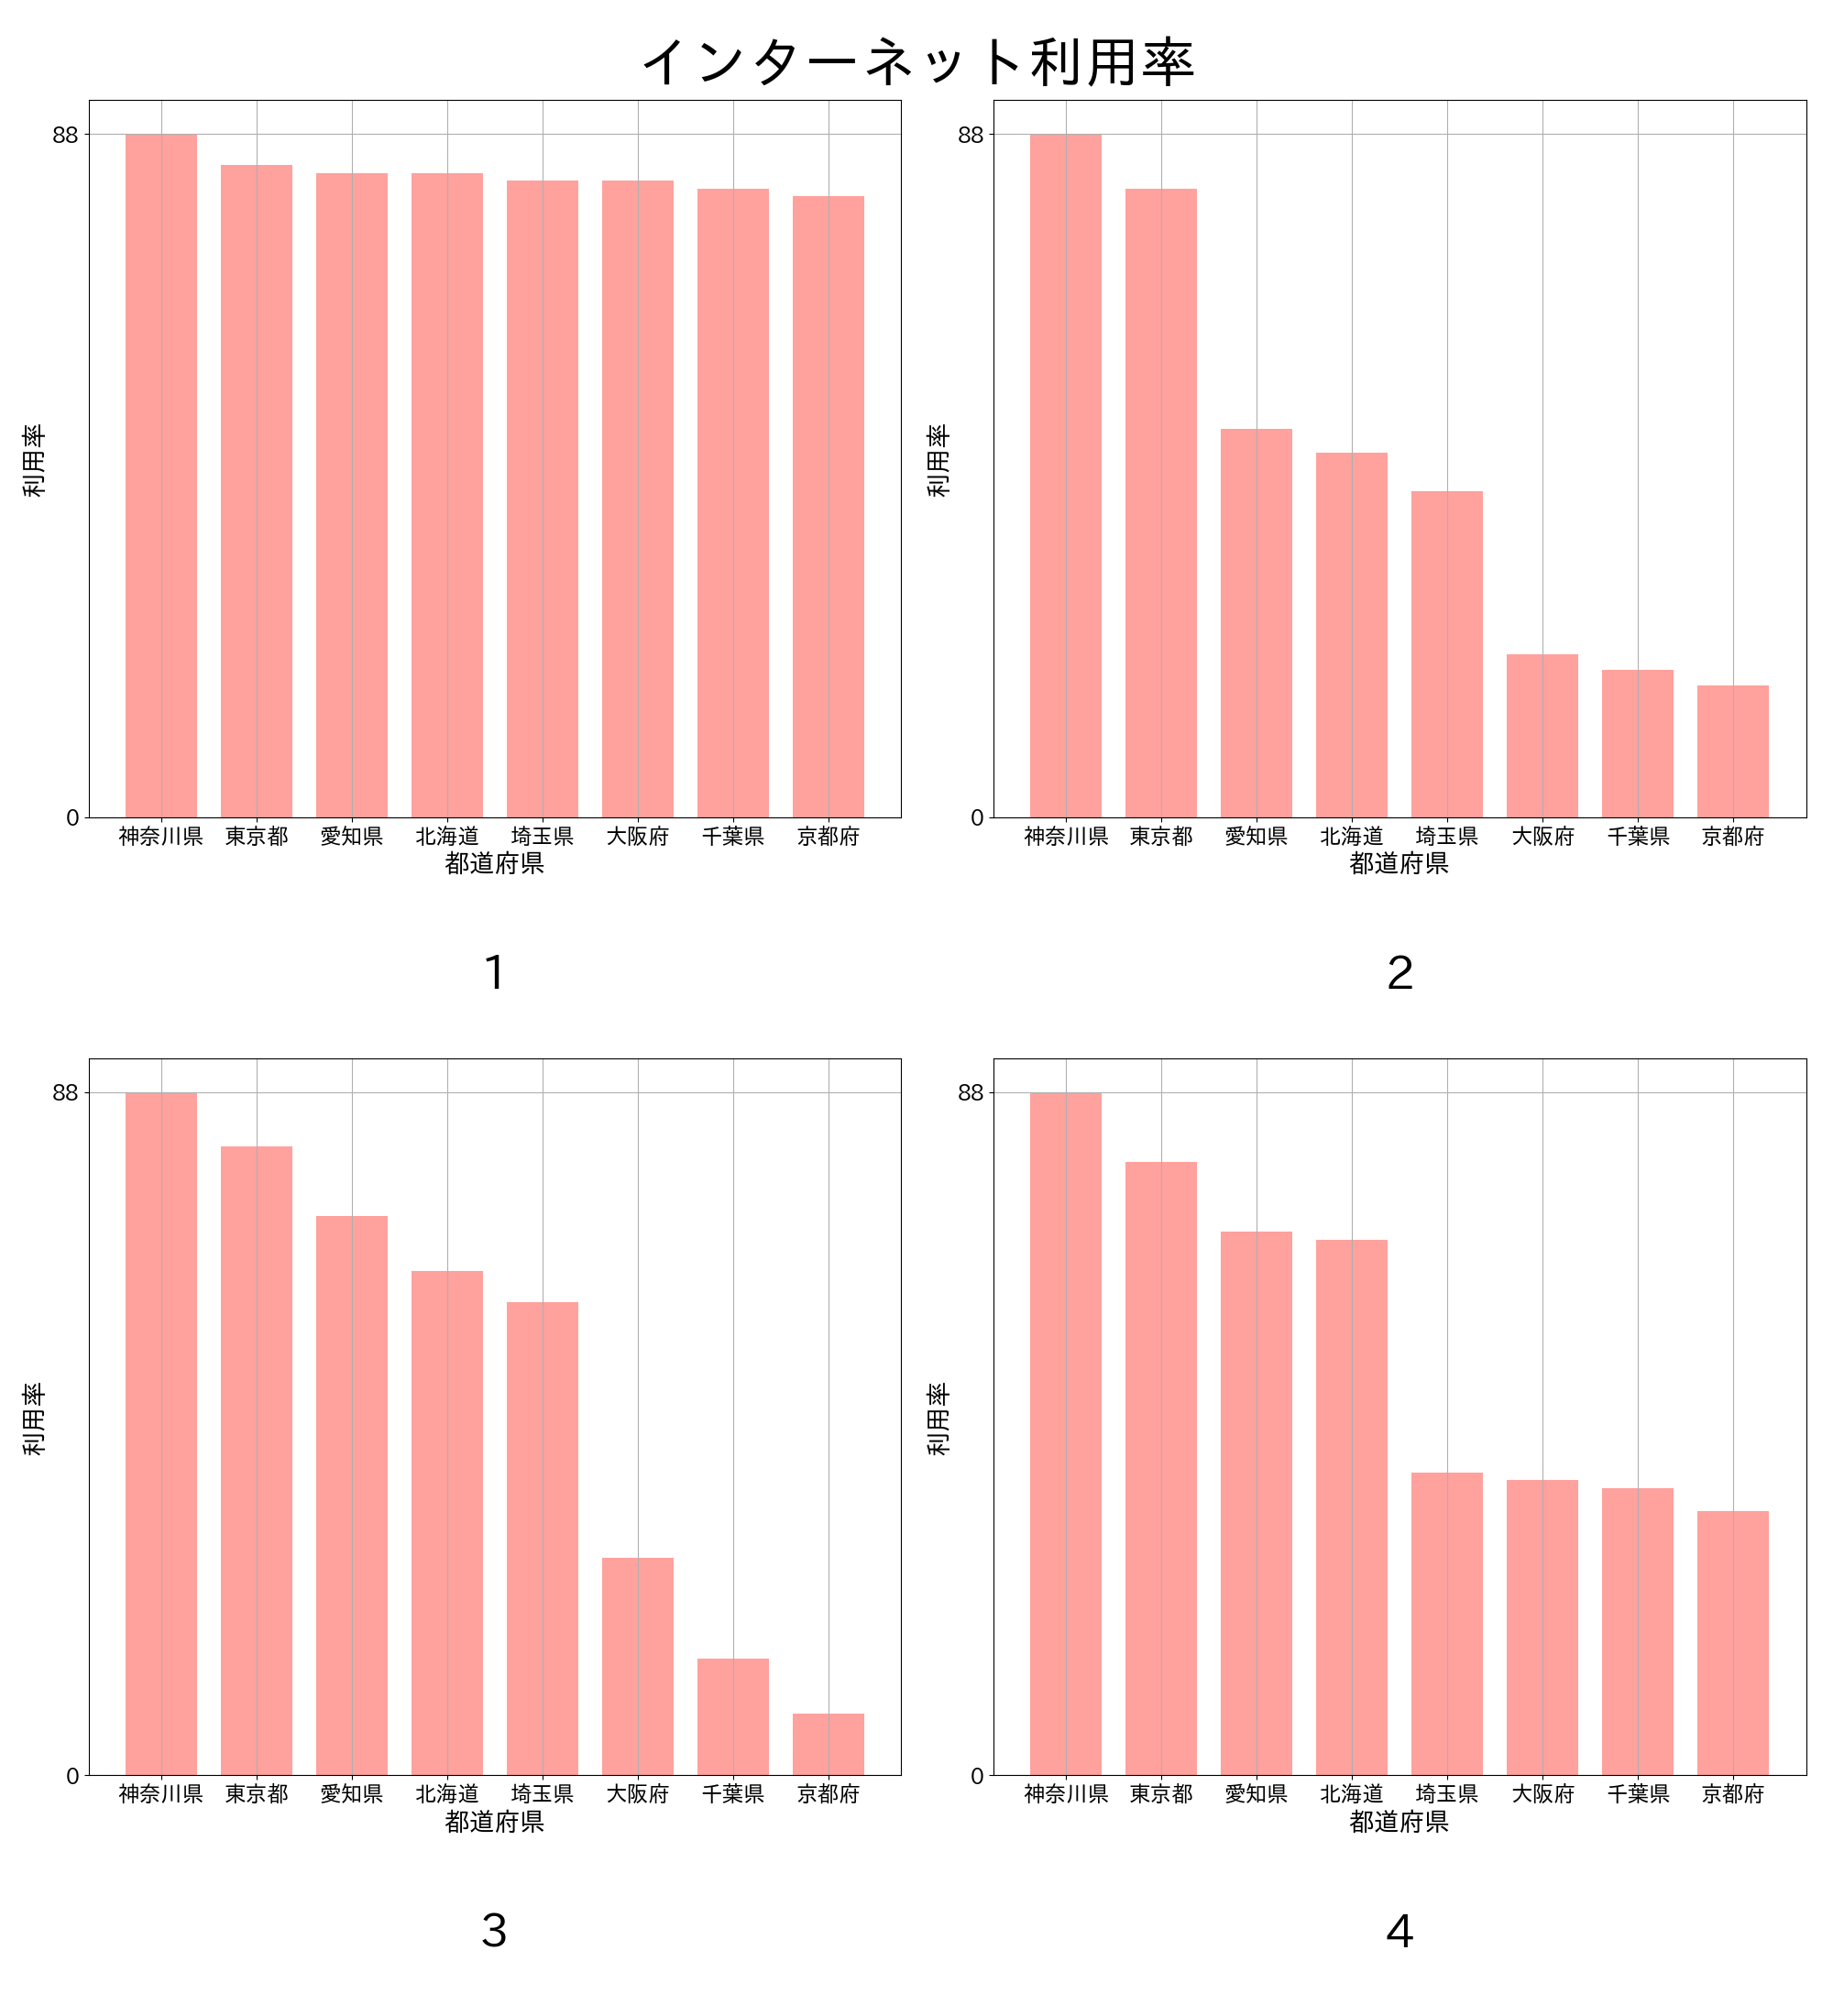 インターネット利用率
88
0
利用率
神奈川県 東京都 愛知県 北海道 埼玉県 大阪府 千葉県 京都府
都道府県
1
88
0
利用率
神奈川県 東京都 愛知県 北海道 埼玉県 大阪府 千葉県 京都府
都道府県
2
88
0
利用率
神奈川県 東京都 愛知県 北海道 埼玉県 大阪府 千葉県 京都府
都道府県
3
88
0
利用率
神奈川県 東京都 愛知県 北海道 埼玉県 大阪府 千葉県 京都府
都道府県
4